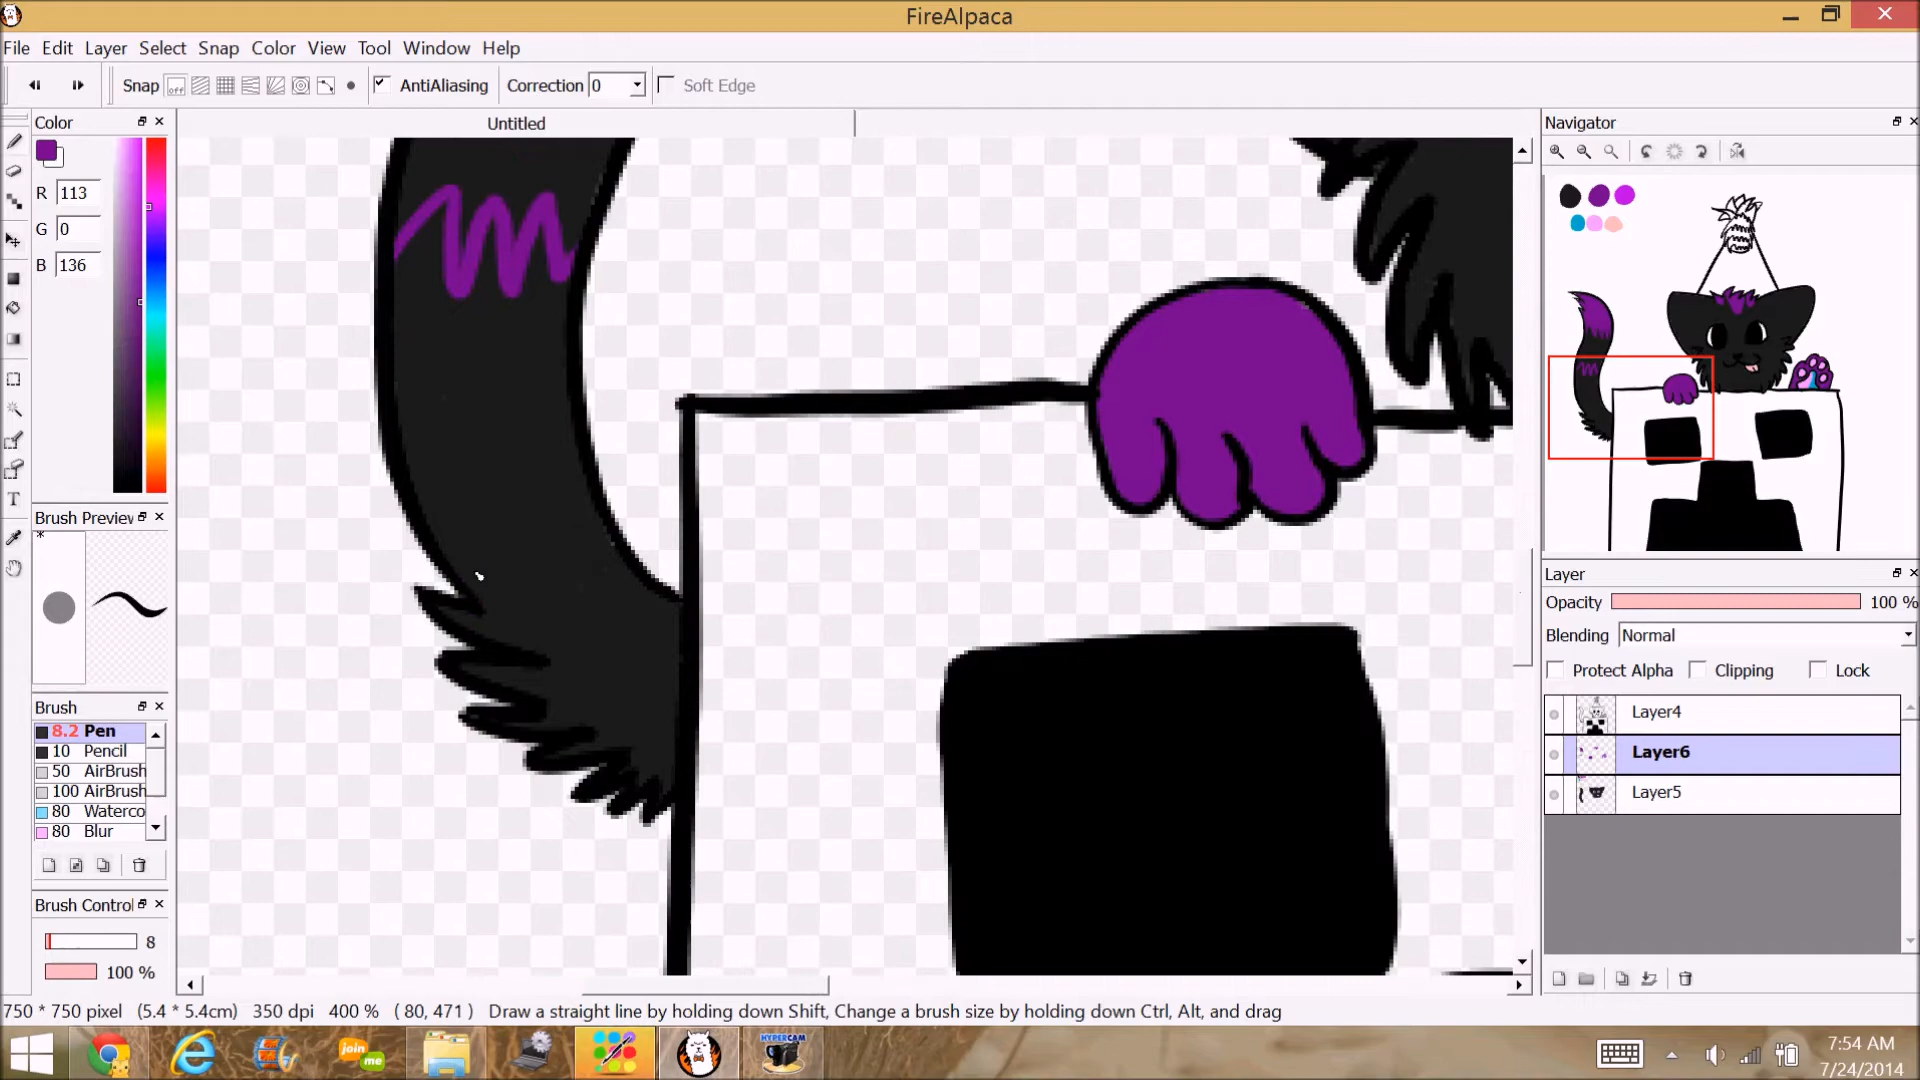 FireAlpaca
File Edit Layer Select Snap Color View Tool Window Help
Snap off AntiAliasing Correction 0 Soft Edge
Color
Untitled
Navigator
R 113
G 0
B 136
Brush Preview
*
Brush
8.2 Pen
10 Pencil
50 AirBrush
100 AirBrush
80 Waterco
80 Blur
Brush Control
8
100 %
Layer
Opacity 100 %
Blending Normal
Protect Alpha Clipping Lock
Layer4
Layer6
Layer5
750 * 750 pixel (5.4 * 5.4cm) 350 dpi 400 % ( 80, 471 ) Draw a straight line by holding down Shift, Change a brush size by holding down Ctrl, Alt, and drag
join
me
HYPERCAM
7:54 AM
7/24/2014